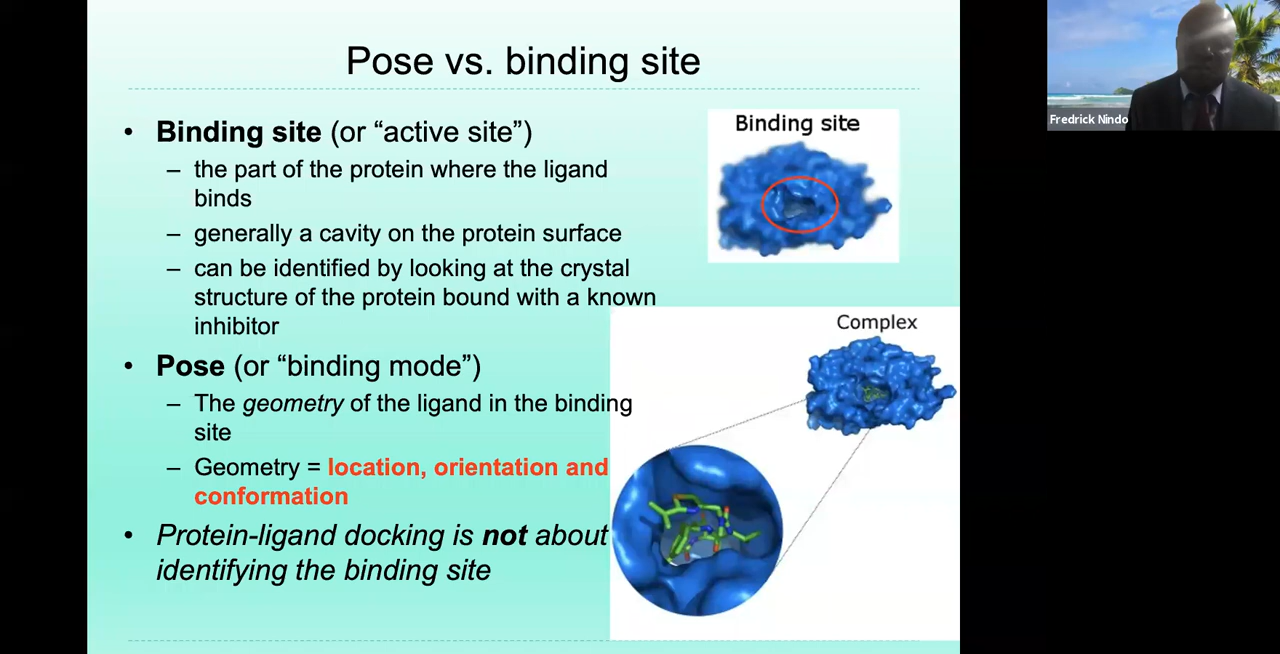 Pose vs. binding site
• Binding site (or “active site”)
– the part of the protein where the ligand
binds
– generally a cavity on the protein surface
– can be identified by looking at the crystal
structure of the protein bound with a known
inhibitor
• Pose (or “binding mode”)
– The geometry of the ligand in the binding
site
– Geometry = location, orientation and
conformation
• Protein-ligand docking is not about
identifying the binding site
Binding site
Complex
Fredrick Nindo